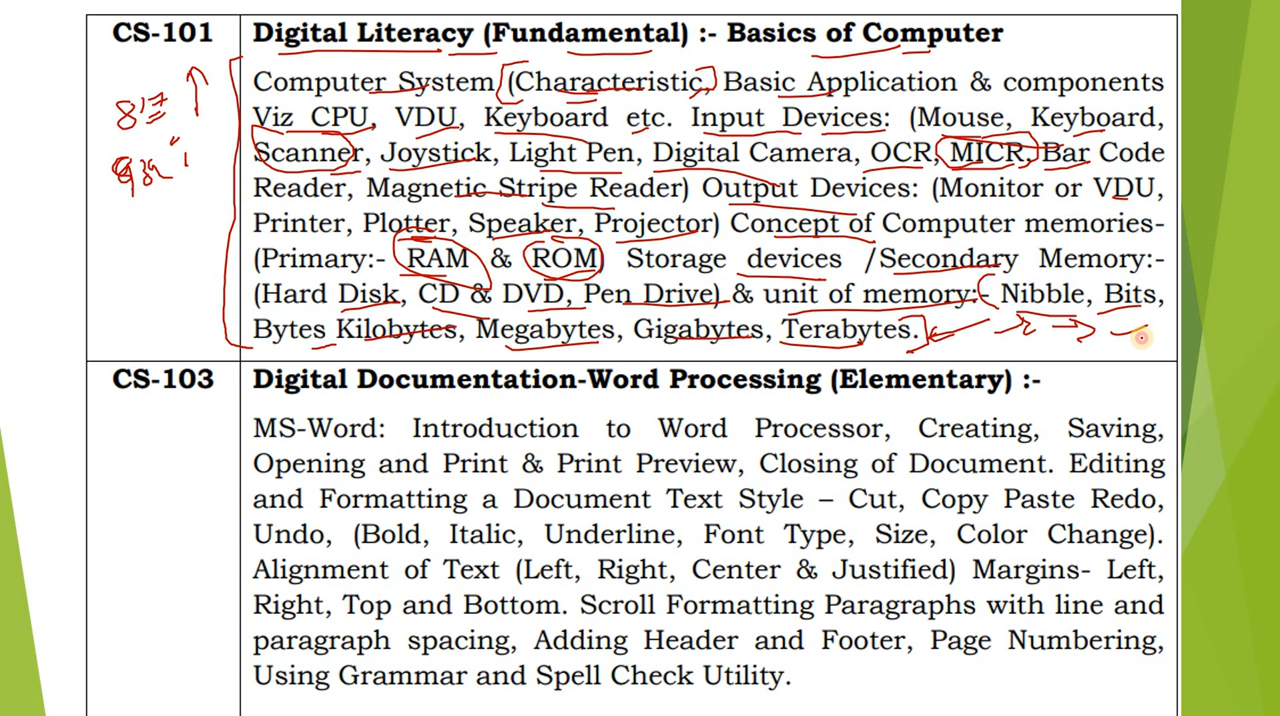 CS-101
Digital Literacy (Fundamental) :- Basics of Computer
Computer System (Characteristic, Basic Application & components
Viz CPU, VDU, Keyboard etc. Input Devices: (Mouse, Keyboard,
Scanner, Joystick, Light Pen, Digital Camera, OCR, MICR, Bar Code
Reader, Magnetic Stripe Reader) Output Devices: (Monitor or VDU,
Printer, Plotter, Speaker, Projector) Concept of Computer memories-
(Primary:- RAM & ROM) Storage devices /Secondary Memory:-
(Hard Disk, CD & DVD, Pen Drive) & unit of memory:- Nibble, Bits,
Bytes Kilobytes, Megabytes, Gigabytes, Terabytes.
CS-103
Digital Documentation-Word Processing (Elementary) :-
MS-Word: Introduction to Word Processor, Creating, Saving,
Opening and Print & Print Preview, Closing of Document. Editing
and Formatting a Document Text Style – Cut, Copy Paste Redo,
Undo, (Bold, Italic, Underline, Font Type, Size, Color Change).
Alignment of Text (Left, Right, Center & Justified) Margins- Left,
Right, Top and Bottom. Scroll Formatting Paragraphs with line and
paragraph spacing, Adding Header and Footer, Page Numbering,
Using Grammar and Spell Check Utility.